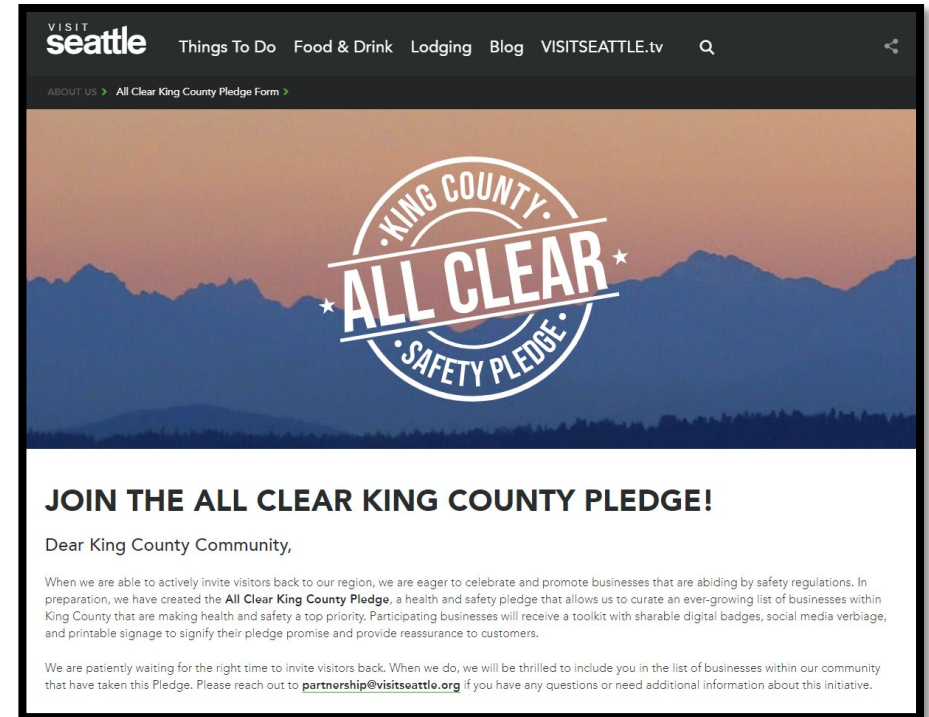 VISIT
seattle
Things To Do Food & Drink Lodging Blog VISITSEATTLE.tv
ABOUT US > All Clear King County Pledge Form >
• KING COUNTY •
★ ALL CLEAR ★
• SAFETY PLEDGE •
JOIN THE ALL CLEAR KING COUNTY PLEDGE!
Dear King County Community,
When we are able to actively invite visitors back to our region, we are eager to celebrate and promote businesses that are abiding by safety regulations. In
preparation, we have created the All Clear King County Pledge, a health and safety pledge that allows us to curate an ever-growing list of businesses within
King County that are making health and safety a top priority. Participating businesses will receive a toolkit with sharable digital badges, social media verbiage,
and printable signage to signify their pledge promise and provide reassurance to customers.
We are patiently waiting for the right time to invite visitors back. When we do, we will be thrilled to include you in the list of businesses within our community
that have taken this Pledge. Please reach out to partnership@visitseattle.org if you have any questions or need additional information about this initiative.